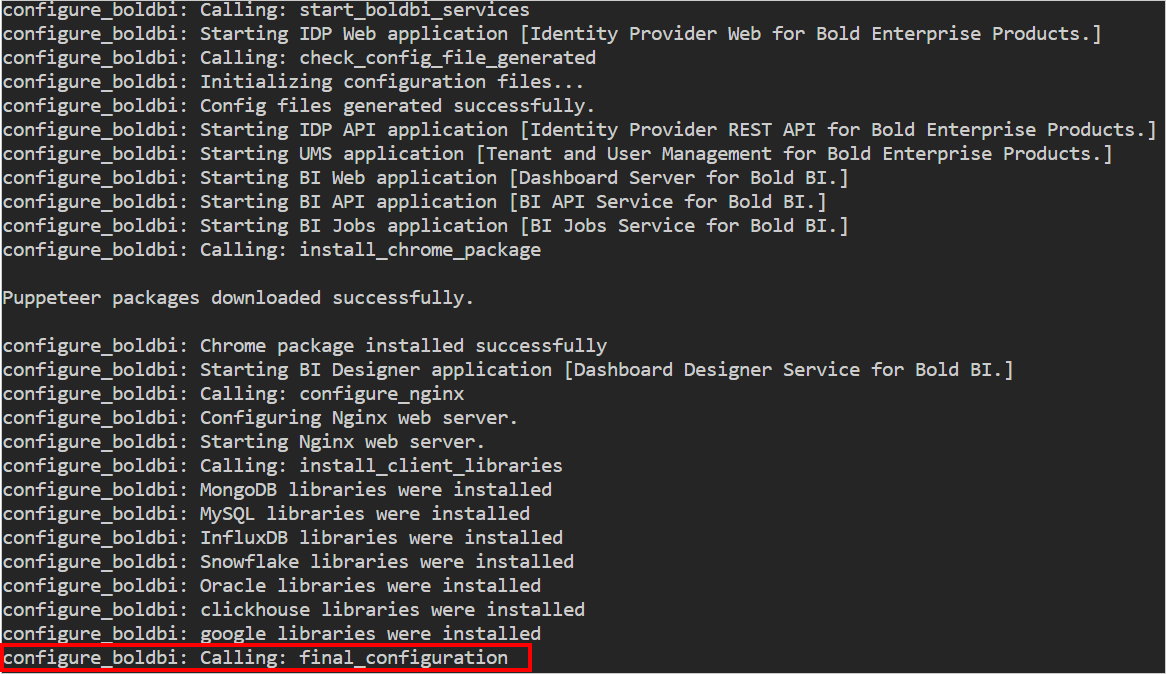 configure_boldbi: Calling: start_boldbi_services
configure_boldbi: Starting IDP Web application [Identity Provider Web for Bold Enterprise Products.]
configure_boldbi: Calling: check_config_file_generated
configure_boldbi: Initializing configuration files...
configure_boldbi: Config files generated successfully.
configure_boldbi: Starting IDP API application [Identity Provider REST API for Bold Enterprise Products.]
configure_boldbi: Starting UMS application [Tenant and User Management for Bold Enterprise Products.]
configure_boldbi: Starting BI Web application [Dashboard Server for Bold BI.]
configure_boldbi: Starting BI API application [BI API Service for Bold BI.]
configure_boldbi: Starting BI Jobs application [BI Jobs Service for Bold BI.]
configure_boldbi: Calling: install_chrome_package
Puppeteer packages downloaded successfully.
configure_boldbi: Chrome package installed successfully
configure_boldbi: Starting BI Designer application [Dashboard Designer Service for Bold BI.]
configure_boldbi: Calling: configure_nginx
configure_boldbi: Configuring Nginx web server.
configure_boldbi: Starting Nginx web server.
configure_boldbi: Calling: install_client_libraries
configure_boldbi: MongoDB libraries were installed
configure_boldbi: MySQL libraries were installed
configure_boldbi: InfluxDB libraries were installed
configure_boldbi: Snowflake libraries were installed
configure_boldbi: Oracle libraries were installed
configure_boldbi: clickhouse libraries were installed
configure_boldbi: google libraries were installed
configure_boldbi: Calling: final_configuration